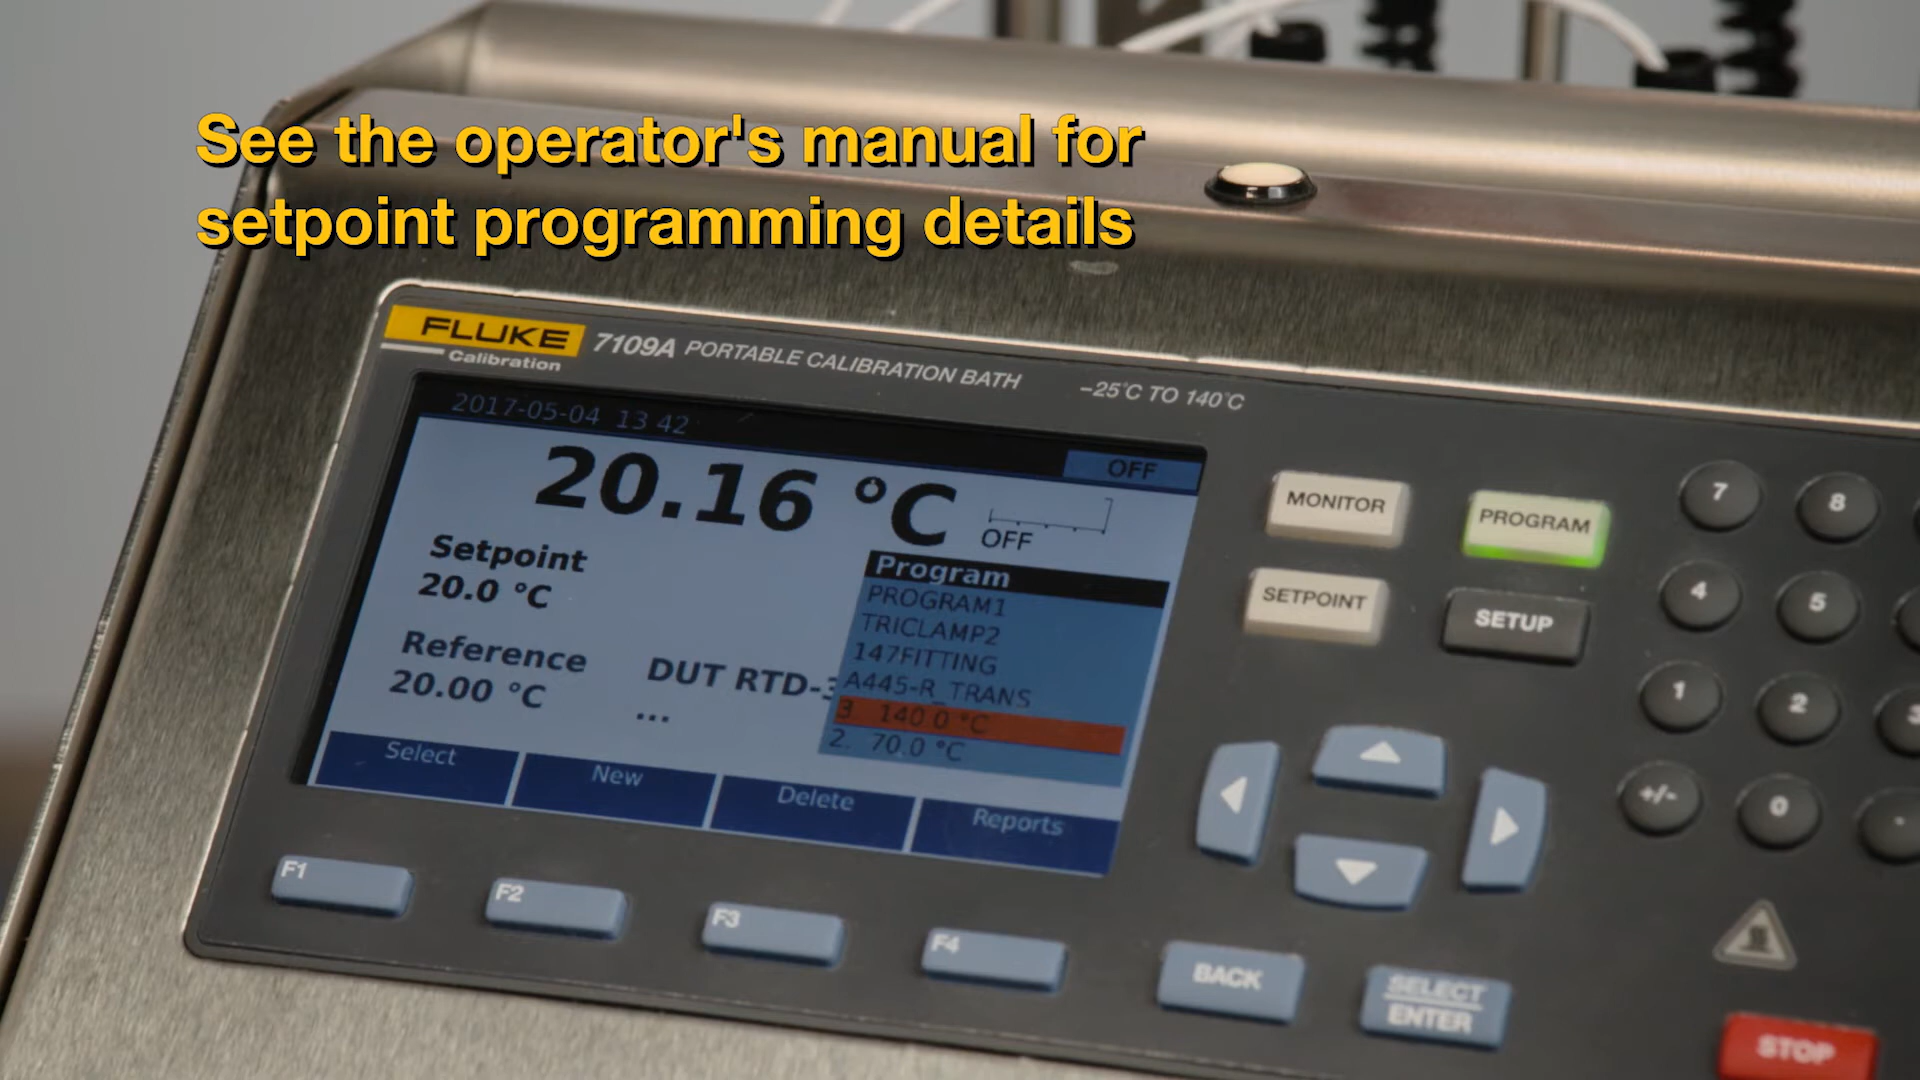 See the operator's manual for
setpoint programming details
FLUKE
Calibration
7109A PORTABLE CALIBRATION BATH
-25°C TO 140°C
2017-05-04 13 42
OFF
20.16 °C
OFF
Setpoint
20.0 °C
Reference
20.00 °C
DUT RTD-3
...
Program
PROGRAM1
TRICLAMP2
147FITTING
A445-R_TRANS
3. 140.0 °C
2. 70.0 °C
Select
New
Delete
Reports
F1
F2
F3
F4
MONITOR
PROGRAM
SETPOINT
SETUP
7
8
4
5
1
2
3
+/-
0
.
BACK
SELECT
ENTER
STOP